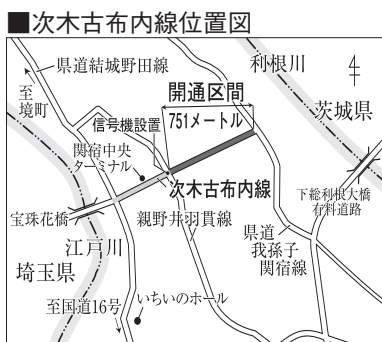 ■次木古布内線位置図
県道結城野田線
利根川
至境町
開通区間
茨城県
751メートル
信号機設置
関宿中央
ターミナル
次木古布内線
下総利根大橋
有料道路
宝珠花橋
親野井羽貫線
県道
我孫子
関宿線
江戸川
埼玉県
至国道16号
いちいのホール